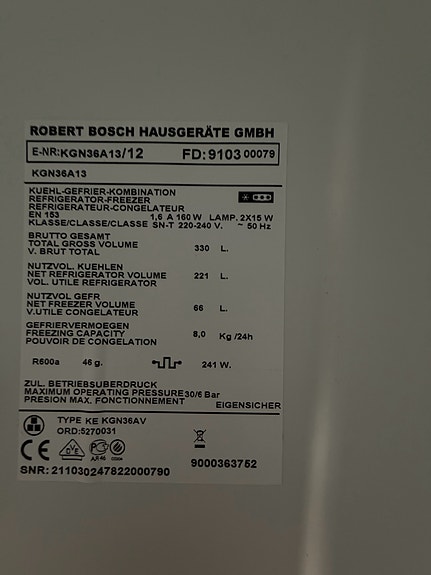 ROBERT BOSCH HAUSGERÄTE GMBH
E-NR:KGN36A13/12 FD:9103 00079
KGN36A13
KUEHL-GEFRIER-KOMBINATION
REFRIGERATOR-FREEZER
REFRIGERATEUR-CONGELATEUR
EN 153 1,6 A 160 W LAMP. 2X15 W
KLASSE/CLASSE/CLASSE SN-T 220-240 V. ~ 50 Hz
BRUTTO GESAMT
TOTAL GROSS VOLUME 330 L.
V. BRUT TOTAL
NUTZVOL. KUEHLEN
NET REFRIGERATOR VOLUME 221 L.
VOL. UTILE REFRIGERATOR
NUTZVOL GEFR
NET FREEZER VOLUME 66 L.
V.UTILE CONGELATEUR
GEFRIERVERMOEGEN
FREEZING CAPACITY 8,0 Kg /24h
POUVOIR DE CONGELATION
R600a 46 g. 241 W.
ZUL. BETRIEBSUBERDRUCK
MAXIMUM OPERATING PRESSURE 30/6 Bar
PRESION MAX. FONCTIONNEMENT
EIGENSICHER
TYPE KE KGN36AV
ORD:5270031
CE
9000363752
SNR: 211030247822000790